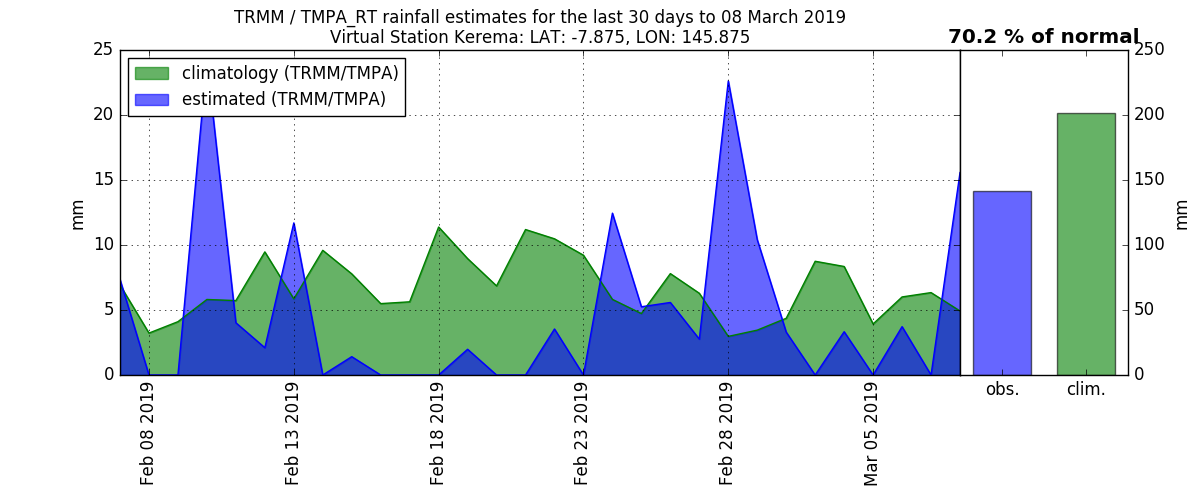 TRMM / TMPA_RT rainfall estimates for the last 30 days to 08 March 2019
Virtual Station Kerema: LAT: -7.875, LON: 145.875
70.2 % of normal
climatology (TRMM/TMPA)
estimated (TRMM/TMPA)
25
20
15
10
5
0
mm
Feb 08 2019
Feb 13 2019
Feb 18 2019
Feb 23 2019
Feb 28 2019
Mar 05 2019
obs.
clim.
250
200
150
100
50
0
mm